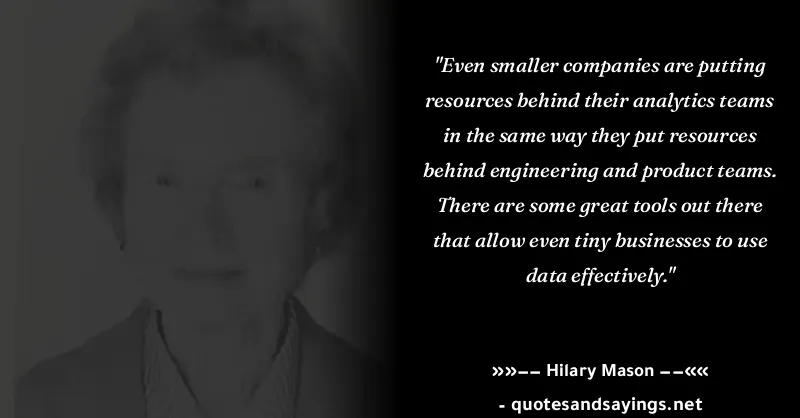 "Even smaller companies are putting
resources behind their analytics teams
in the same way they put resources
behind engineering and product teams.
There are some great tools out there
that allow even tiny businesses to use
data effectively."
»»−− Hilary Mason −−««
- quotesandsayings.net